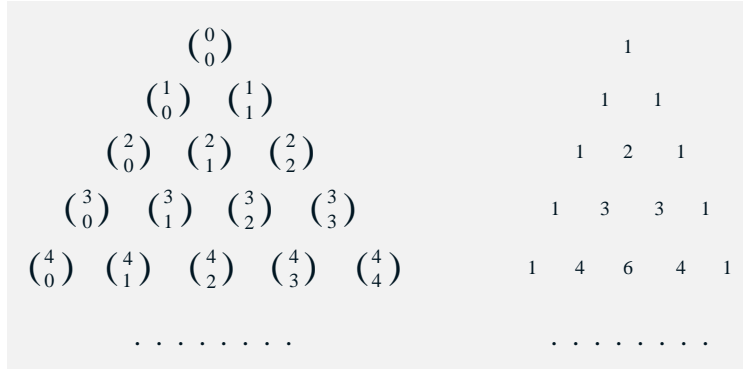 (0 0) 1
(1 0) (1 1) 1 1
(2 0) (2 1) (2 2) 1 2 1
(3 0) (3 1) (3 2) (3 3) 1 3 3 1
(4 0) (4 1) (4 2) (4 3) (4 4) 1 4 6 4 1
. . . . . . . . . . . . . . . .